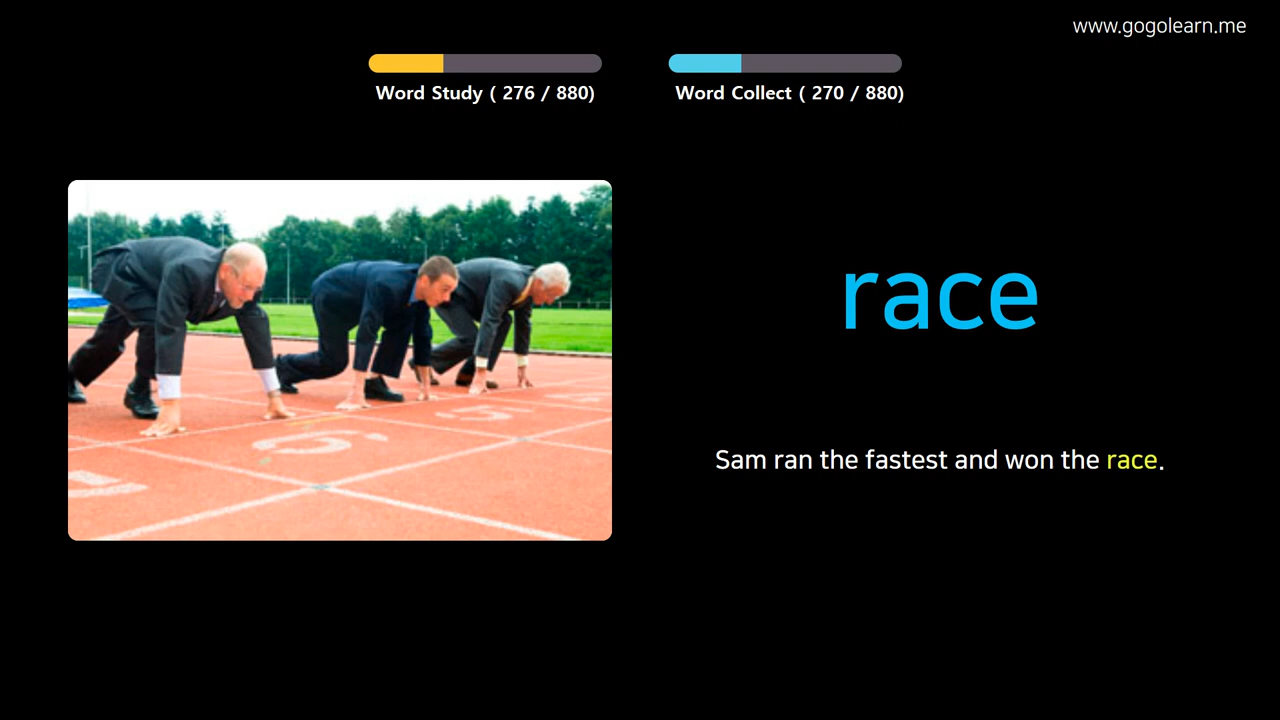 www.gogolearn.me
Word Study ( 276 / 880)
Word Collect ( 270 / 880)
race
Sam ran the fastest and won the race.
5